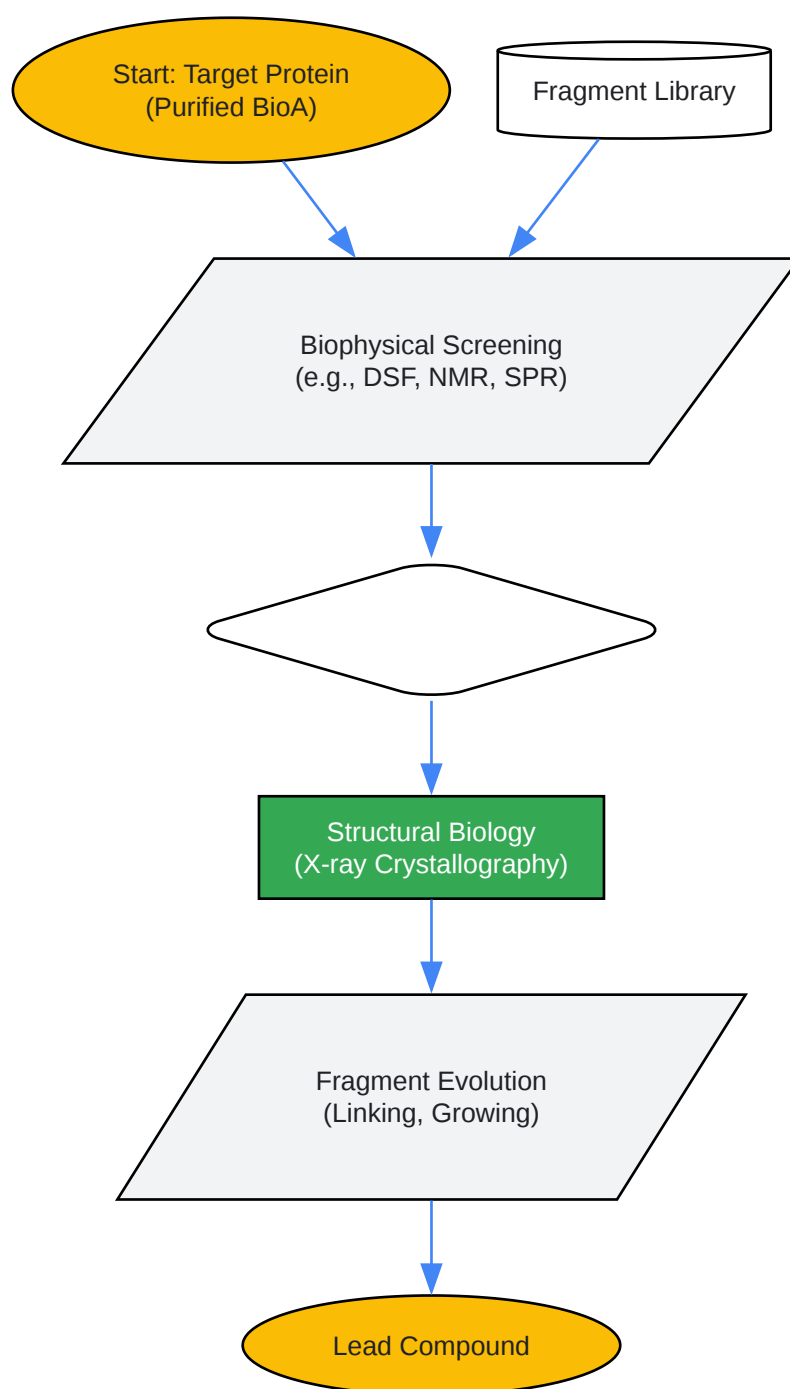 Start: Target Protein
(Purified BioA)
Fragment Library
Biophysical Screening
(e.g., DSF, NMR, SPR)
Structural Biology
(X-ray Crystallography)
Fragment Evolution
(Linking, Growing)
Lead Compound